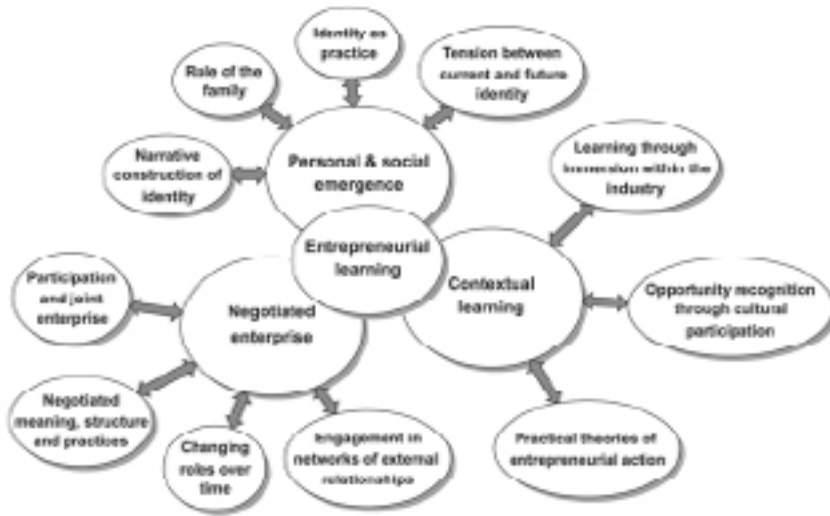 Identity as
practice
Tension between
current and future
identity
Role of the
family
Narrative
construction of
identity
Personal & social
emergence
Learning through
immersion within the
industry
Entrepreneurial
learning
Contextual
learning
Participation
and joint
enterprise
Negotiated
enterprise
Opportunity recognition
through cultural
participation
Negotiated
meaning, structure
and practices
Changing
roles over
time
Engagement in
networks of external
relationships
Practical theories of
entrepreneurial action